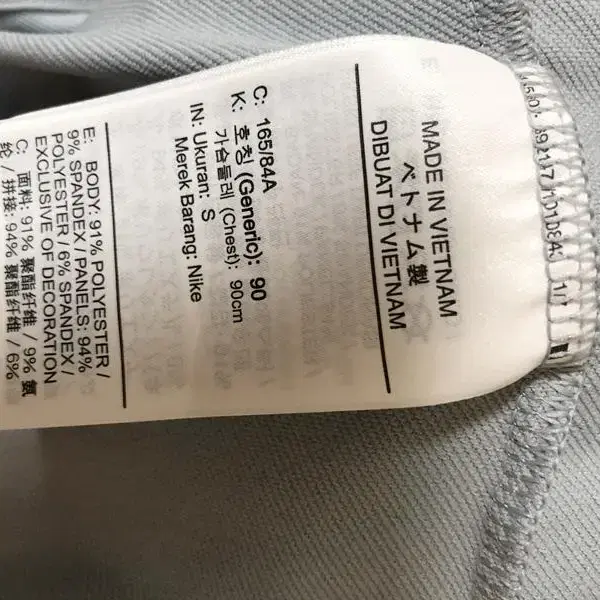 MADE IN VIETNAM
ベトナム製
DIBUAT DI VIETNAM
C: 165/84A
K: 호칭 (Generic): 90
가슴둘레 (Chest): 90cm
IN: Ukuran: S
Merek Barang: Nike
E: BODY: 91% POLYESTER /
9% SPANDEX / PANELS: 94%
POLYESTER / 6% SPANDEX /
EXCLUSIVE OF DECORATION
C: 面料: 91% 聚酯纤维 / 9% 氨
纶 / 拼接: 94% 聚酯纤维 / 6%
1/1